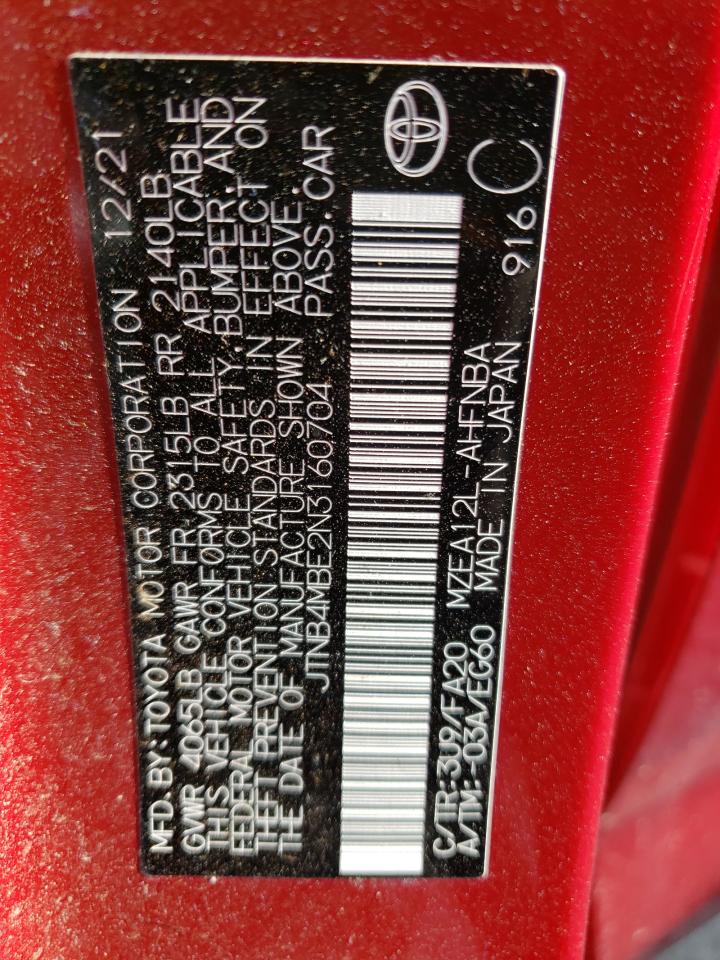 MFD. BY: TOYOTA MOTOR CORPORATION 12/21
GVWR 4065LB GAWR FR 2315LB RR 2140LB
THIS VEHICLE CONFORMS TO ALL APPLICABLE
FEDERAL MOTOR VEHICLE SAFETY, BUMPER, AND
THEFT PREVENTION STANDARDS IN EFFECT ON
THE DATE OF MANUFACTURE SHOWN ABOVE.
JTNB4MBE2N3160704 PASS. CAR
C/TR: 3U9/FA20 MZEA12L-AHFNBA
A/TM: -03A/EG60 MADE IN JAPAN 916 C